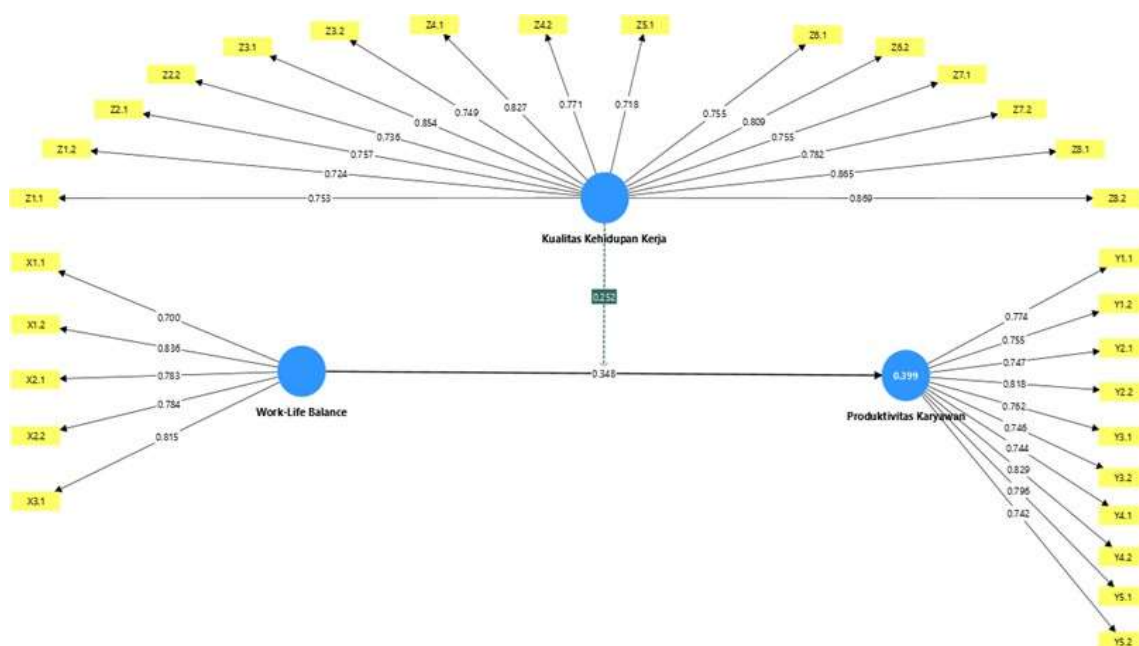 Z4.1
Z4.2
Z5.1
Z3.2
Z6.1
Z3.1
Z6.2
Z2.2
Z7.1
Z2.1
Z7.2
Z1.2
Z8.1
Z1.1
Z8.2
0.753
0.724
0.757
0.736
0.854
0.749
0.827
0.771
0.718
0.755
0.809
0.755
0.782
0.865
0.869
Kualitas Kehidupan Kerja
0.252
X1.1
X1.2
X2.1
X2.2
X3.1
0.700
0.836
0.783
0.784
0.815
Work-Life Balance
0.348
0.399
Produktivitas Karyawan
0.774
0.755
0.747
0.818
0.762
0.746
0.744
0.829
0.796
0.742
Y1.1
Y1.2
Y2.1
Y2.2
Y3.1
Y3.2
Y4.1
Y4.2
Y5.1
Y5.2